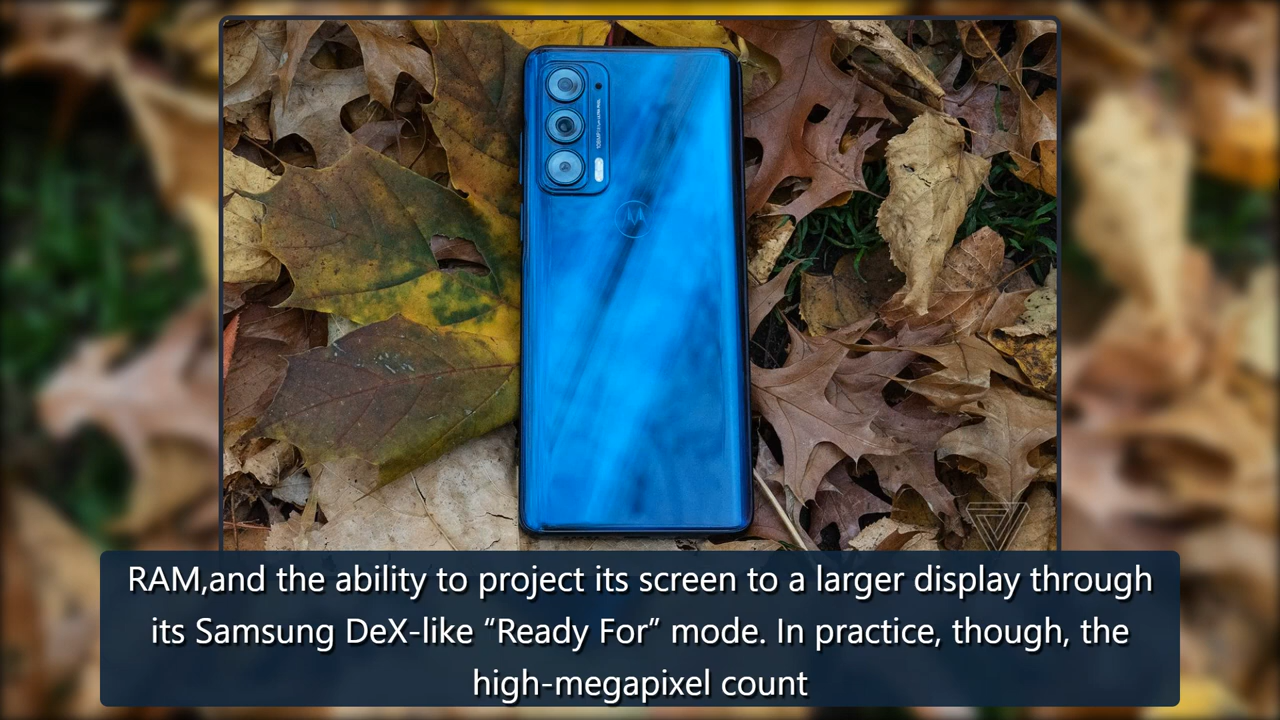 RAM,and the ability to project its screen to a larger display through
its Samsung DeX-like “Ready For” mode. In practice, though, the
high-megapixel count